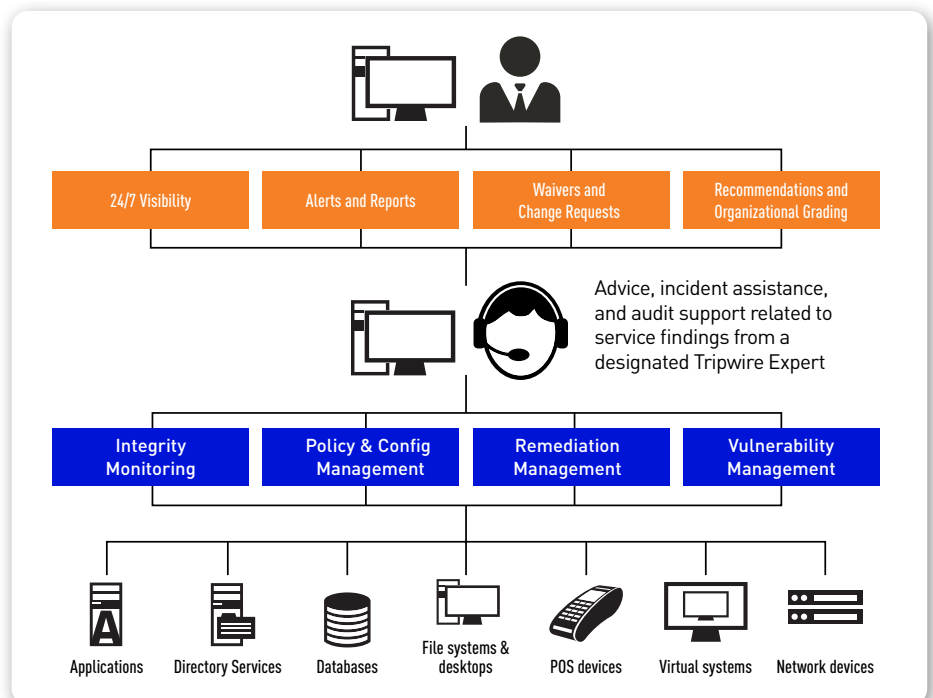 24/7 Visibility
Alerts and Reports
Waivers and
Change Requests
Recommendations and
Organizational Grading
Advice, incident assistance,
and audit support related to
service findings from a
designated Tripwire Expert
Integrity
Monitoring
Policy & Config
Management
Remediation
Management
Vulnerability
Management
A
Applications
Directory Services
Databases
File systems &
desktops
POS devices
Virtual systems
Network devices